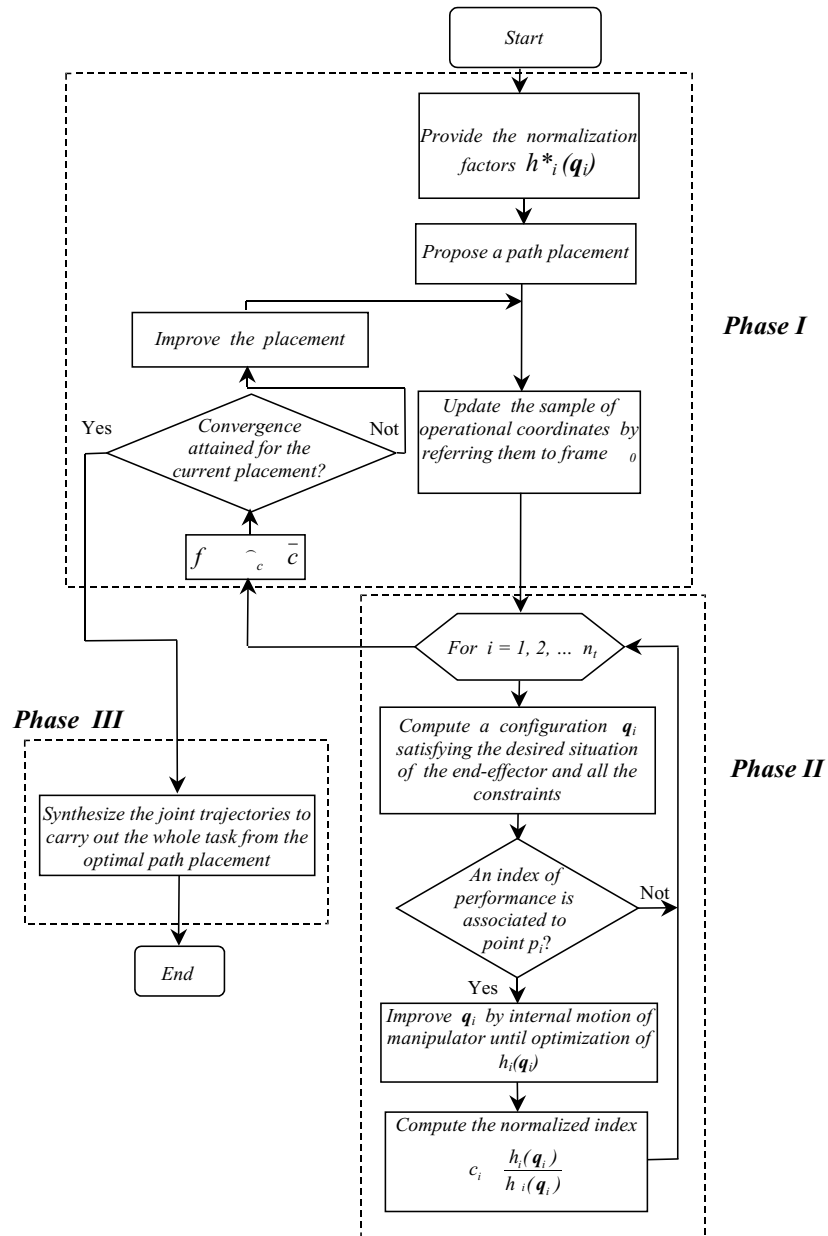 Start
Provide the normalization
factors h*i (qi)
Propose a path placement
Phase I
Improve the placement
Update the sample of
operational coordinates by
referring them to frame 0
Yes
Convergence
attained for the
current placement?
Not
f ⌢c c̄
For i = 1, 2, ... nt
Phase III
Compute a configuration qi
satisfying the desired situation
of the end-effector and all the
constraints
Phase II
Synthesize the joint trajectories to
carry out the whole task from the
optimal path placement
An index of
performance is
associated to
point pi?
Not
End
Yes
Improve qi by internal motion of
manipulator until optimization of
hi(qi)
Compute the normalized index
ci hi(qi)
h i(qi)